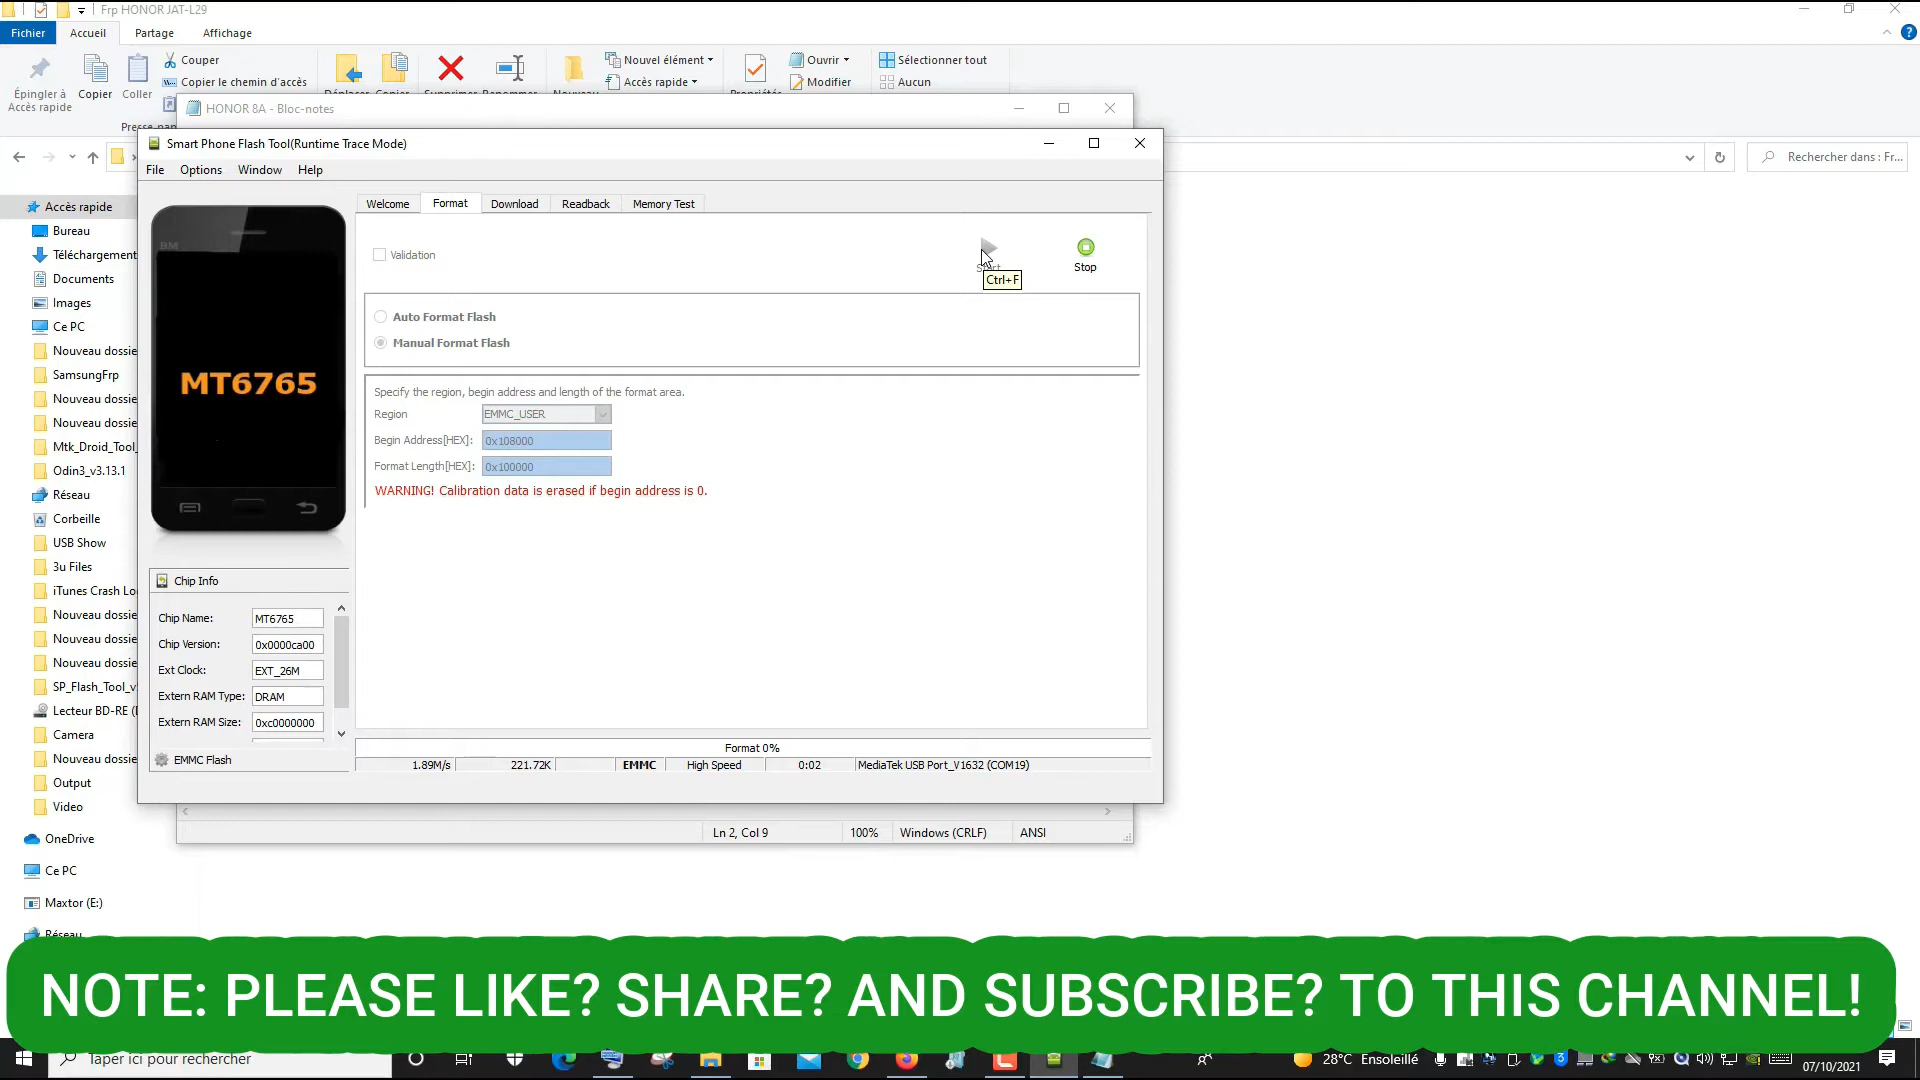 Frp HONOR JAT-L29
Fichier
Accueil
Partage
Affichage
Épingler à
Accès rapide
Copier
Coller
Couper
Copier le chemin d'accès
Nouvel élément
Accès rapide
Ouvrir
Modifier
Sélectionner tout
Aucun
HONOR 8A - Bloc-notes
Smart Phone Flash Tool(Runtime Trace Mode)
File
Options
Window
Help
Rechercher dans : Fr...
Welcome
Format
Download
Readback
Memory Test
Validation
Start
Ctrl+F
Stop
Auto Format Flash
Manual Format Flash
Specify the region, begin address and length of the format area.
Region
EMMC_USER
Begin Address[HEX]:
0x108000
Format Length[HEX]:
0x100000
WARNING! Calibration data is erased if begin address is 0.
BM
MT6765
Chip Info
Chip Name:
MT6765
Chip Version:
0x0000ca00
Ext Clock:
EXT_26M
Extern RAM Type:
DRAM
Extern RAM Size:
0xc0000000
EMMC Flash
Format 0%
1.89M/s
221.72K
EMMC
High Speed
0:02
MediaTek USB Port_V1632 (COM19)
Ln 2, Col 9
100%
Windows (CRLF)
ANSI
Accès rapide
Bureau
Téléchargement
Documents
Images
Ce PC
Nouveau dossie
SamsungFrp
Nouveau dossie
Nouveau dossie
Mtk_Droid_Tool_
Odin3_v3.13.1
Réseau
Corbeille
USB Show
3u Files
iTunes Crash Lo
Nouveau dossie
Nouveau dossie
Nouveau dossie
SP_Flash_Tool_v
Lecteur BD-RE (
Camera
Nouveau dossie
Output
Video
OneDrive
Ce PC
Maxtor (E:)
Réseau
NOTE: PLEASE LIKE? SHARE? AND SUBSCRIBE? TO THIS CHANNEL!
Taper ici pour rechercher
28°C Ensoleillé
07/10/2021